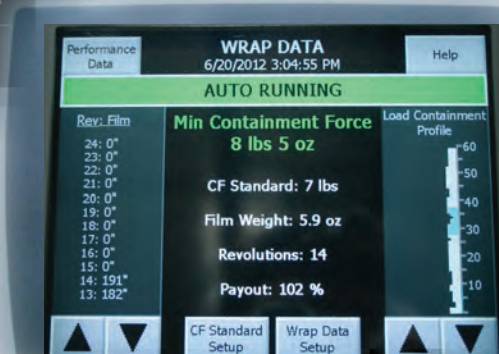 Performance
Data
WRAP DATA
6/20/2012 3:04:55 PM
Help
AUTO RUNNING
Rev: Film
24: 0"
23: 0"
22: 0"
21: 0"
20: 0"
19: 0"
18: 0"
17: 0"
16: 0"
15: 0"
14: 191"
13: 182"
Min Containment Force
8 lbs 5 oz
CF Standard: 7 lbs
Film Weight: 5.9 oz
Revolutions: 14
Payout: 102 %
CF Standard
Setup
Wrap Data
Setup
Load Containment
Profile
60
50
40
30
20
10